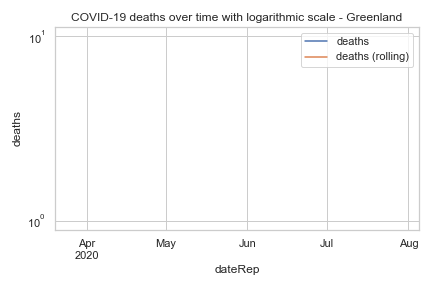 COVID-19 deaths over time with logarithmic scale - Greenland
10¹
deaths
deaths (rolling)
deaths
10⁰
Apr May Jun Jul Aug
2020
dateRep